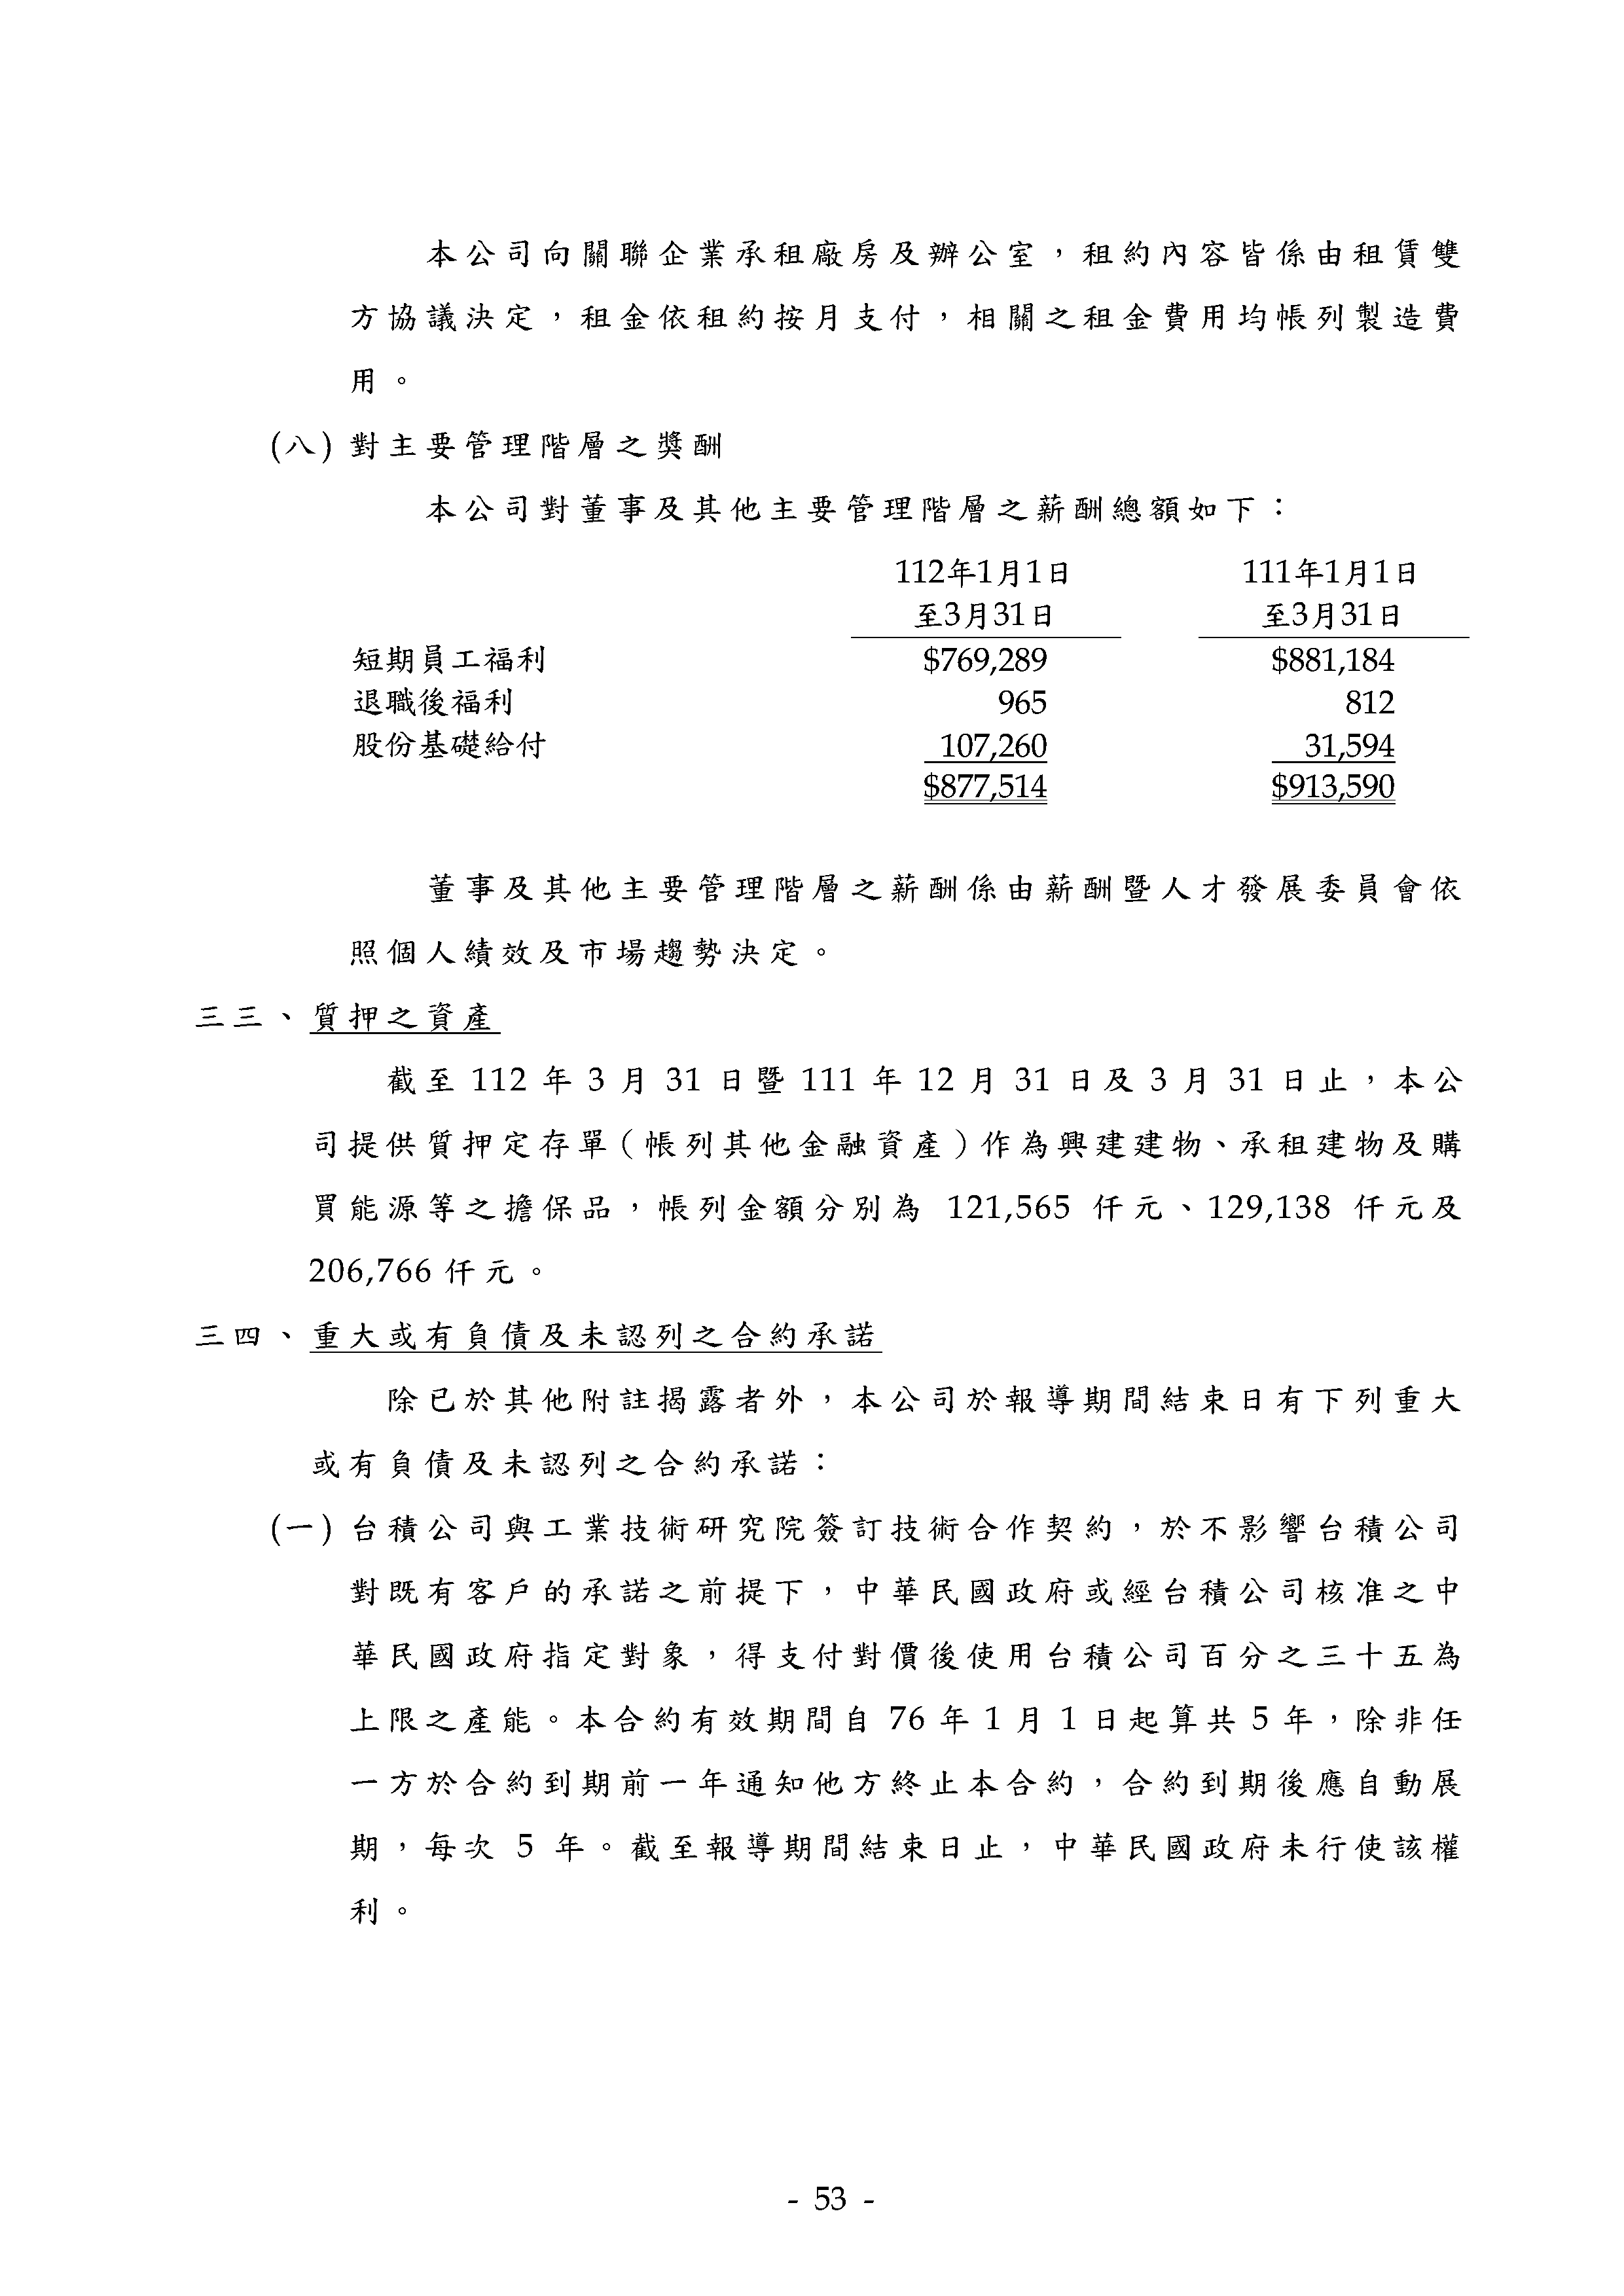 本公司向關聯企業承租廠房及辦公室，租約內容皆係由租賃雙
方協議決定，租金依租約按月支付，相關之租金費用均帳列製造費
用。
(八) 對主要管理階層之獎酬
本公司對董事及其他主要管理階層之薪酬總額如下：
112年1月1日 111年1月1日
至3月31日 至3月31日
短期員工福利 $769,289 $881,184
退職後福利 965 812
股份基礎給付 107,260 31,594
$877,514 $913,590
董事及其他主要管理階層之薪酬係由薪酬暨人才發展委員會依
照個人績效及市場趨勢決定。
三三、質押之資產
截至 112 年 3 月 31 日暨 111 年 12 月 31 日及 3 月 31 日止，本公
司提供質押定存單（帳列其他金融資產）作為興建建物、承租建物及購
買能源等之擔保品，帳列金額分別為 121,565 仟元、129,138 仟元及
206,766 仟元。
三四、重大或有負債及未認列之合約承諾
除已於其他附註揭露者外，本公司於報導期間結束日有下列重大
或有負債及未認列之合約承諾：
(一) 台積公司與工業技術研究院簽訂技術合作契約，於不影響台積公司
對既有客戶的承諾之前提下，中華民國政府或經台積公司核准之中
華民國政府指定對象，得支付對價後使用台積公司百分之三十五為
上限之產能。本合約有效期間自 76 年 1 月 1 日起算共 5 年，除非任
一方於合約到期前一年通知他方終止本合約，合約到期後應自動展
期，每次 5 年。截至報導期間結束日止，中華民國政府未行使該權
利。
- 53 -